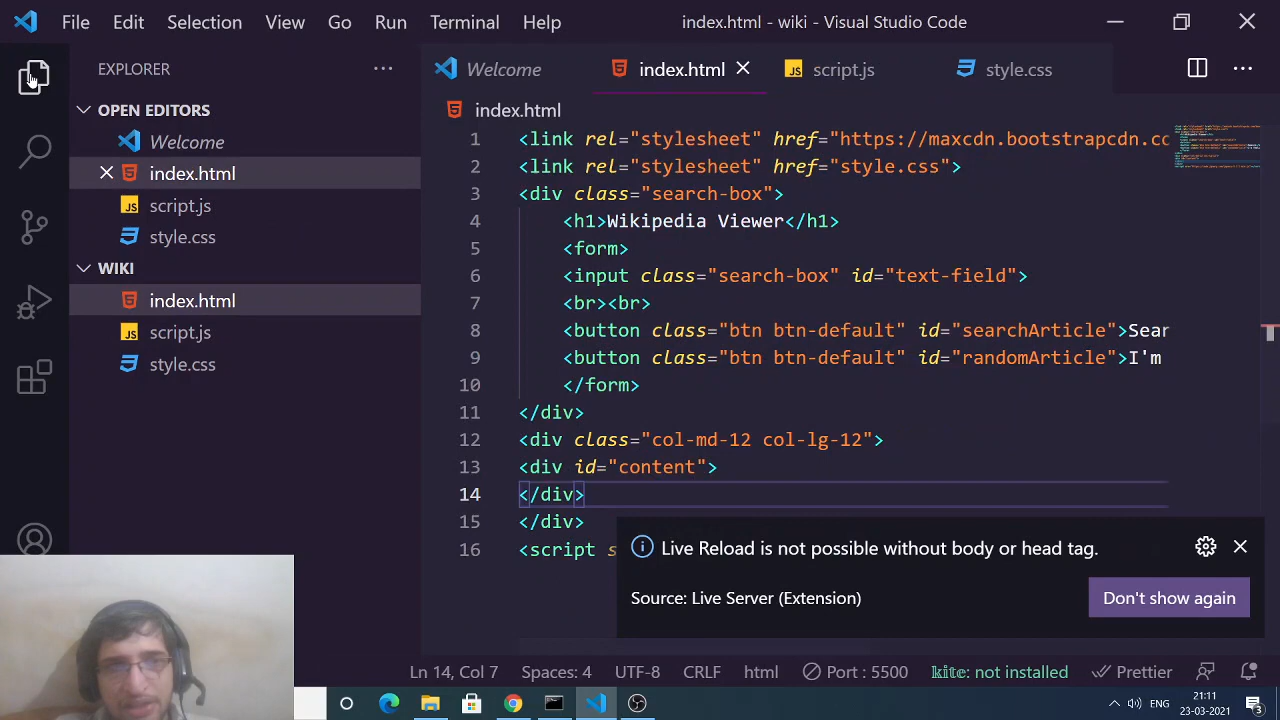 File Edit Selection View Go Run Terminal Help
index.html - wiki - Visual Studio Code
EXPLORER
OPEN EDITORS
Welcome
index.html
script.js
style.css
WIKI
index.html
script.js
style.css
Welcome index.html script.js style.css
index.html
1 <link rel="stylesheet" href="https://maxcdn.bootstrapcdn.co
2 <link rel="stylesheet" href="style.css">
3 <div class="search-box">
4 <h1>Wikipedia Viewer</h1>
5 <form>
6 <input class="search-box" id="text-field">
7 <br><br>
8 <button class="btn btn-default" id="searchArticle">Sear
9 <button class="btn btn-default" id="randomArticle">I'm
10 </form>
11 </div>
12 <div class="col-md-12 col-lg-12">
13 <div id="content">
14 </div>
15 </div>
16 <script s
Live Reload is not possible without body or head tag.
Source: Live Server (Extension)
Don't show again
Ln 14, Col 7 Spaces: 4 UTF-8 CRLF html Port : 5500 kite: not installed Prettier
ENG
21:11
23-03-2021
3